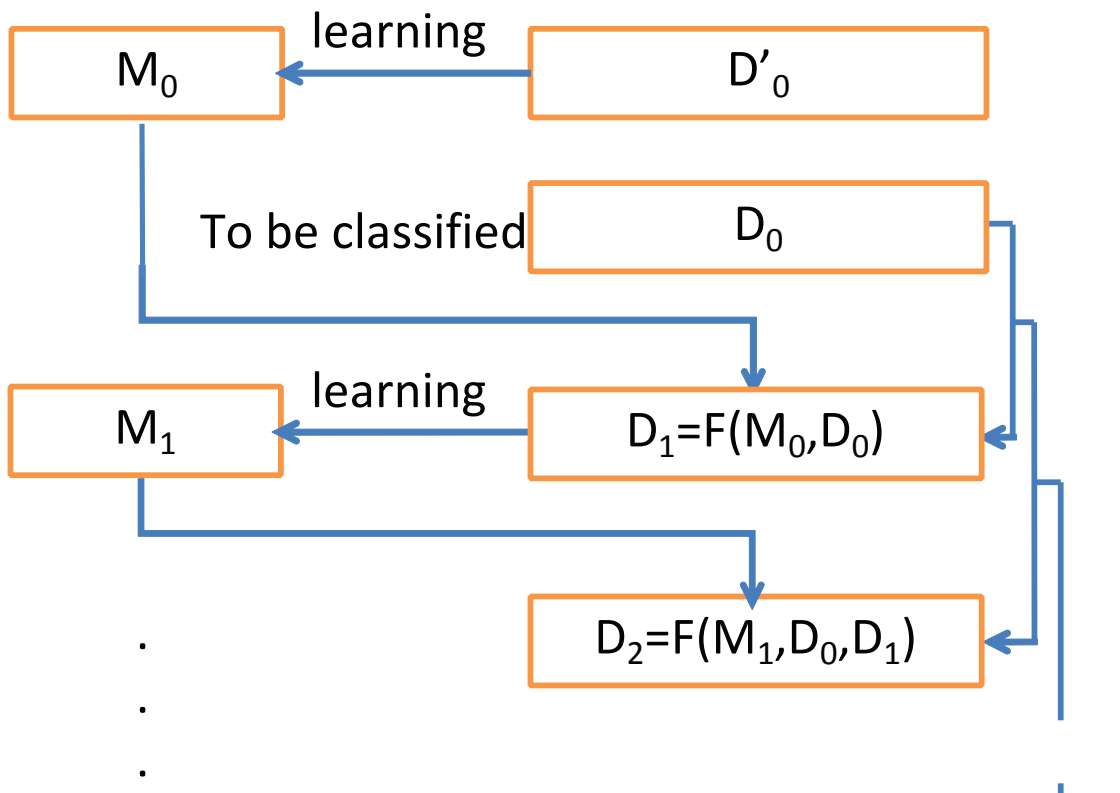 learning
M₀ D’₀
To be classified D₀
learning
M₁ D₁=F(M₀,D₀)
D₂=F(M₁,D₀,D₁)
.
.
.